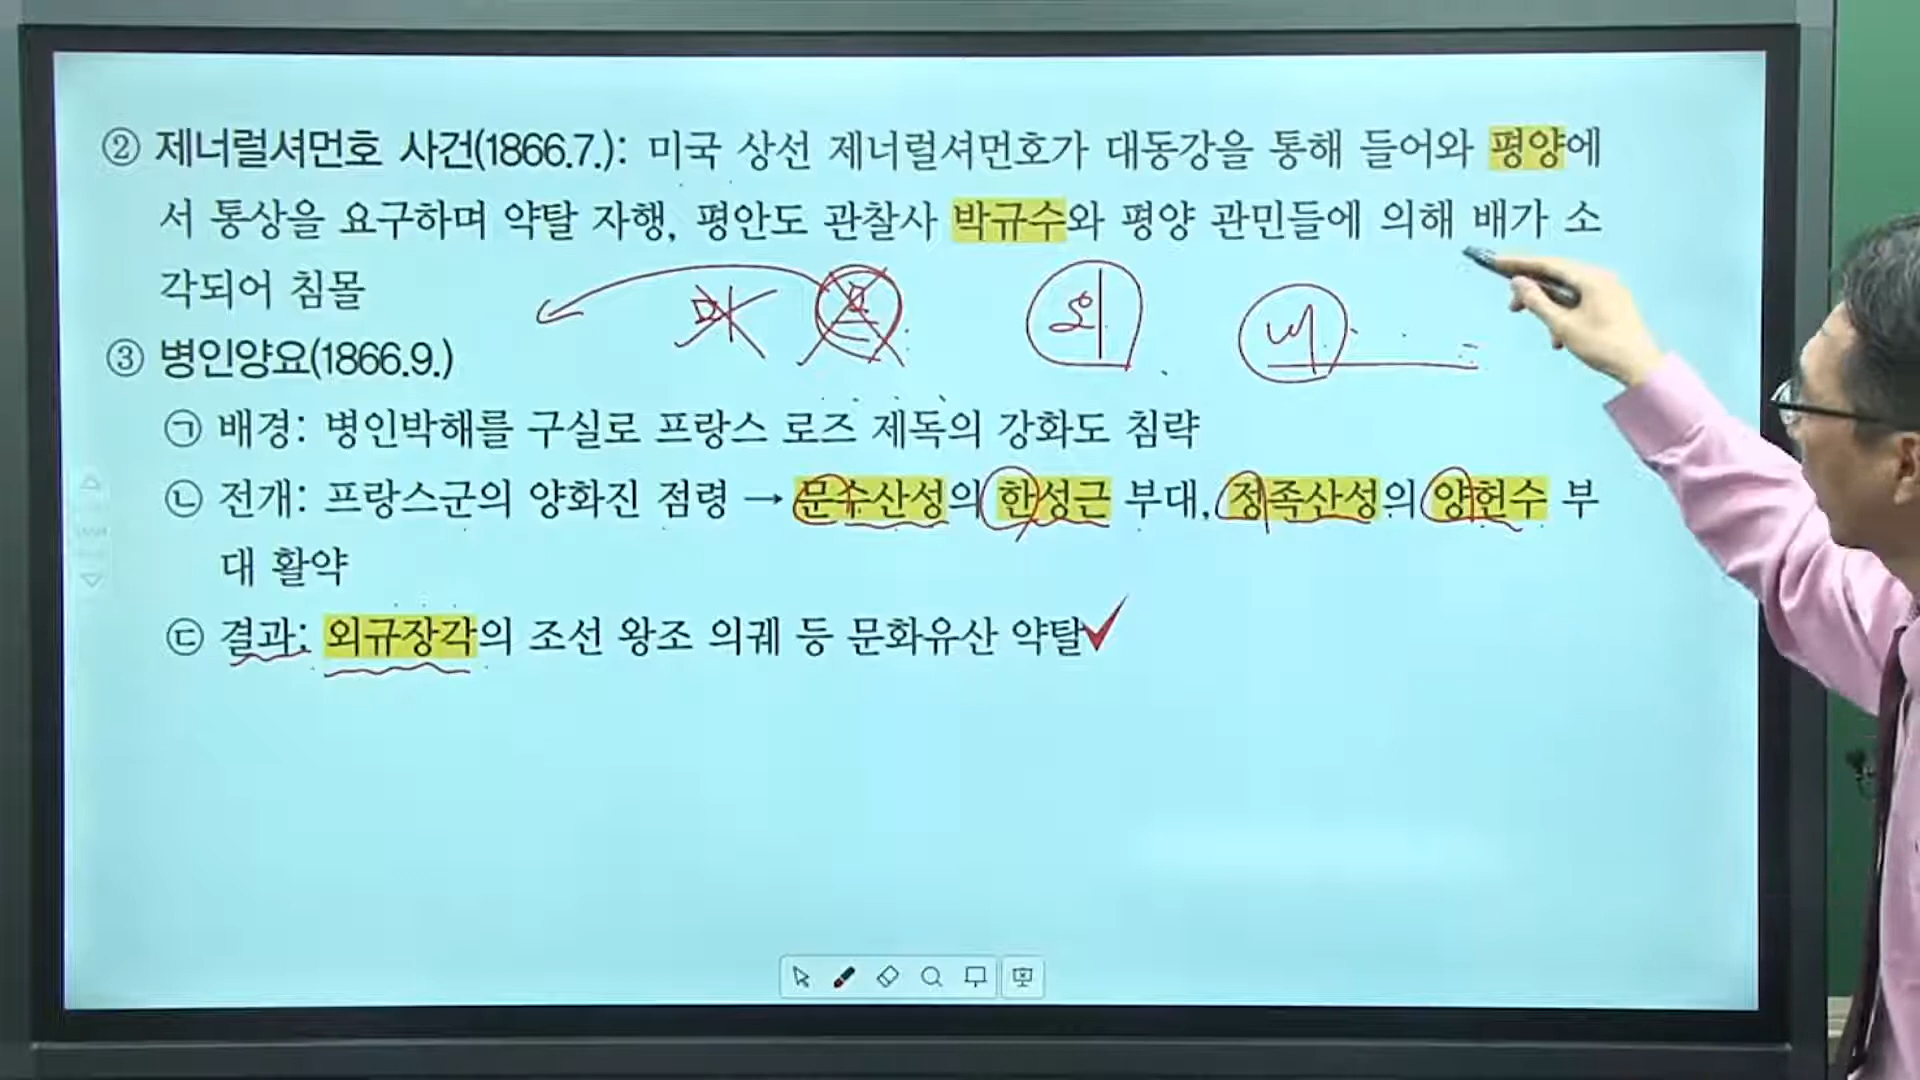 ② 제너럴셔먼호 사건(1866.7.): 미국 상선 제너럴셔먼호가 대동강을 통해 들어와 평양에
서 통상을 요구하며 약탈 자행, 평안도 관찰사 박규수와 평양 관민들에 의해 배가 소
각되어 침몰
외
③ 병인양요(1866.9.)
㉠ 배경: 병인박해를 구실로 프랑스 로즈 제독의 강화도 침략
㉡ 전개: 프랑스군의 양화진 점령 → 문수산성의 한성근 부대, 정족산성의 양헌수 부
대 활약
㉢ 결과: 외규장각의 조선 왕조 의궤 등 문화유산 약탈